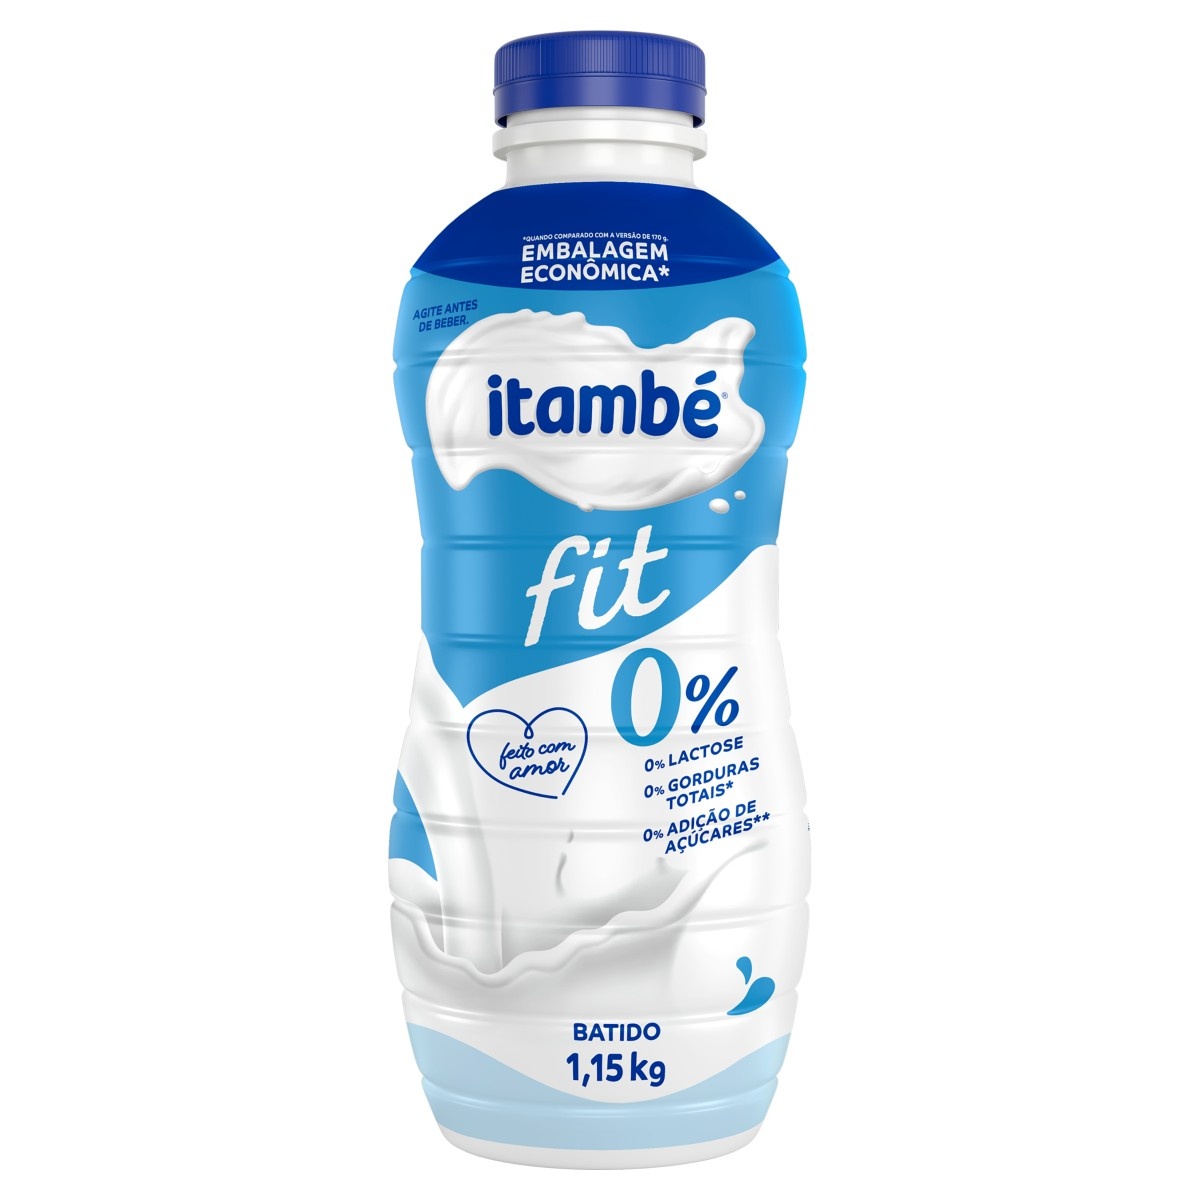 *QUANDO COMPARADO COM A VERSÃO DE 170 g.
EMBALAGEM
ECONÔMICA*
AGITE ANTES
DE BEBER.
itambé®
fit
0%
feito com
amor
0% LACTOSE
0% GORDURAS
TOTAIS*
0% ADIÇÃO DE
AÇÚCARES**
BATIDO
1,15 kg